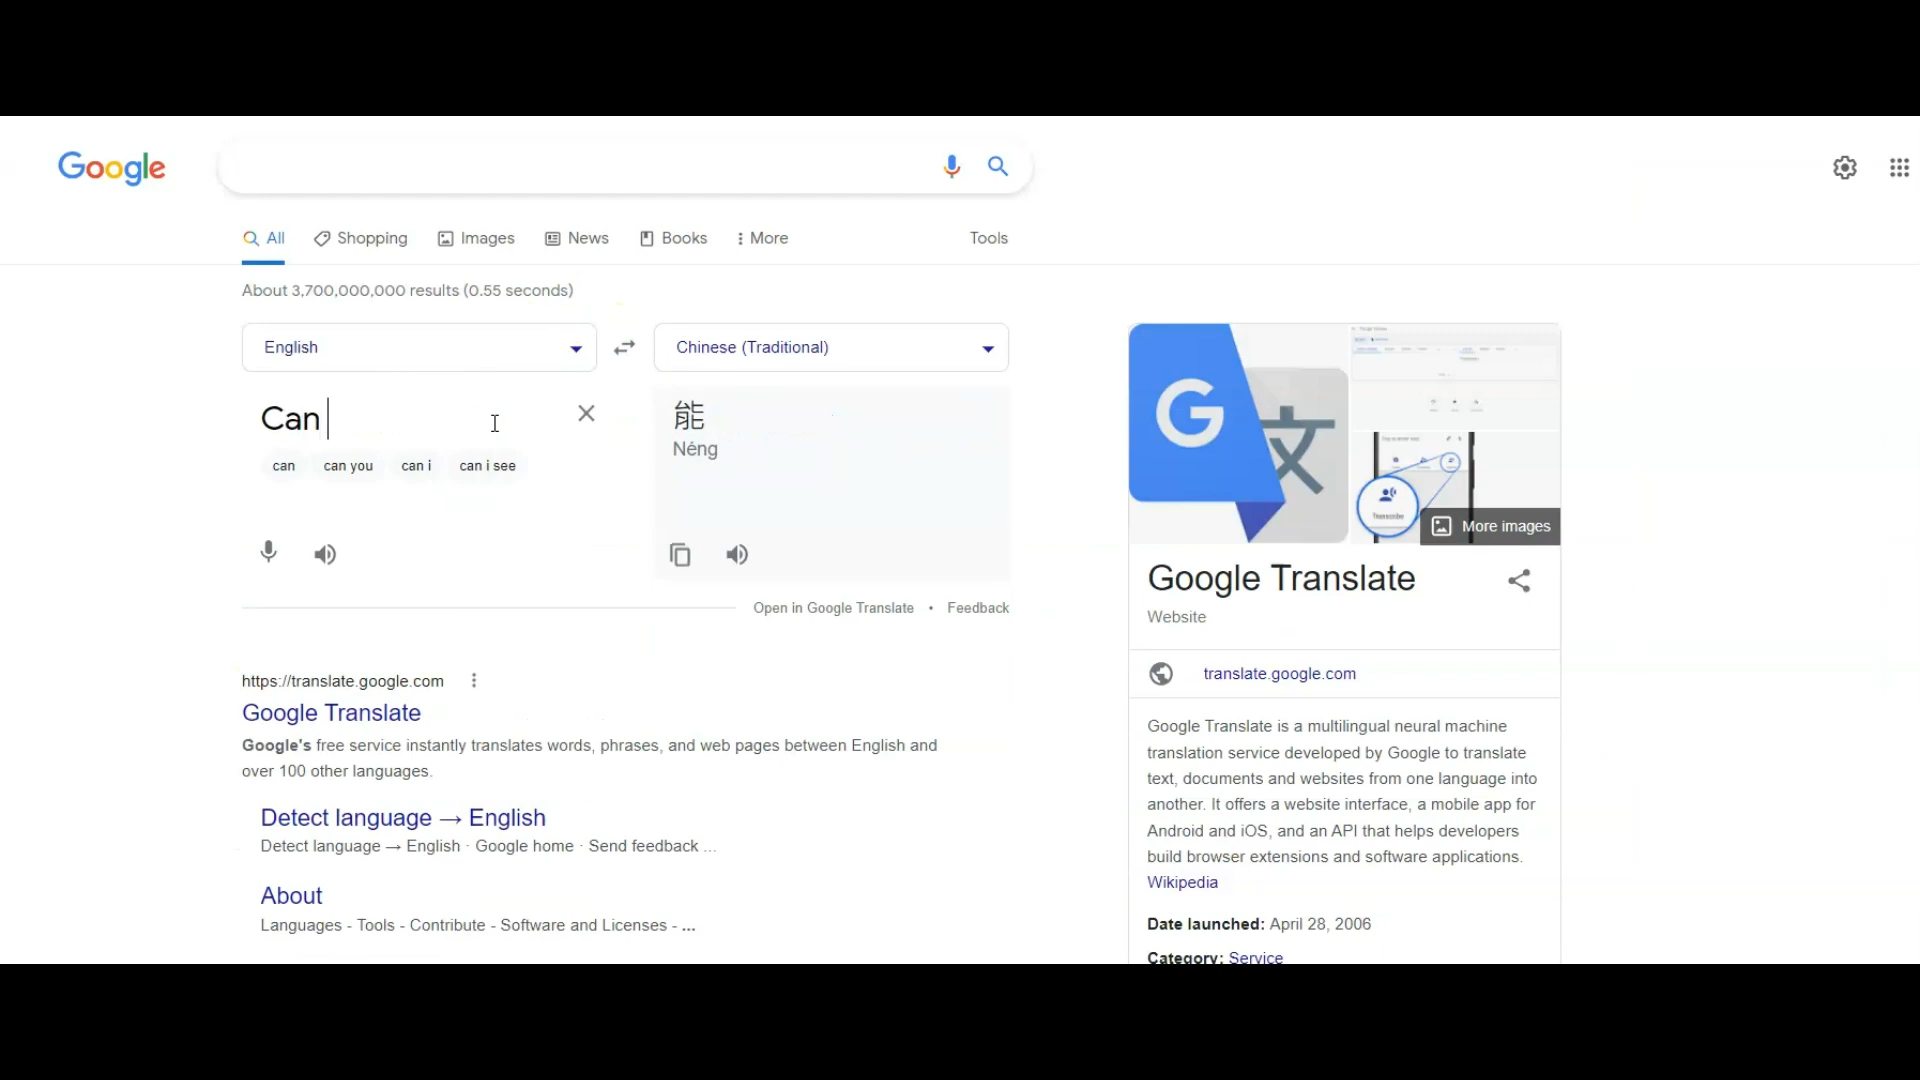 Google
All
Shopping
Images
News
Books
More
Tools
About 3,700,000,000 results (0.55 seconds)
English
Chinese (Traditional)
Can
can
can you
can i
can i see
能
Néng
Open in Google Translate • Feedback
https://translate.google.com
Google Translate
Google's free service instantly translates words, phrases, and web pages between English and
over 100 other languages.
Detect language → English
Detect language → English · Google home · Send feedback ...
About
Languages - Tools - Contribute - Software and Licenses - ...
G
文
Transcribe
More images
Google Translate
Website
translate.google.com
Google Translate is a multilingual neural machine
translation service developed by Google to translate
text, documents and websites from one language into
another. It offers a website interface, a mobile app for
Android and iOS, and an API that helps developers
build browser extensions and software applications.
Wikipedia
Date launched: April 28, 2006
Category: Service